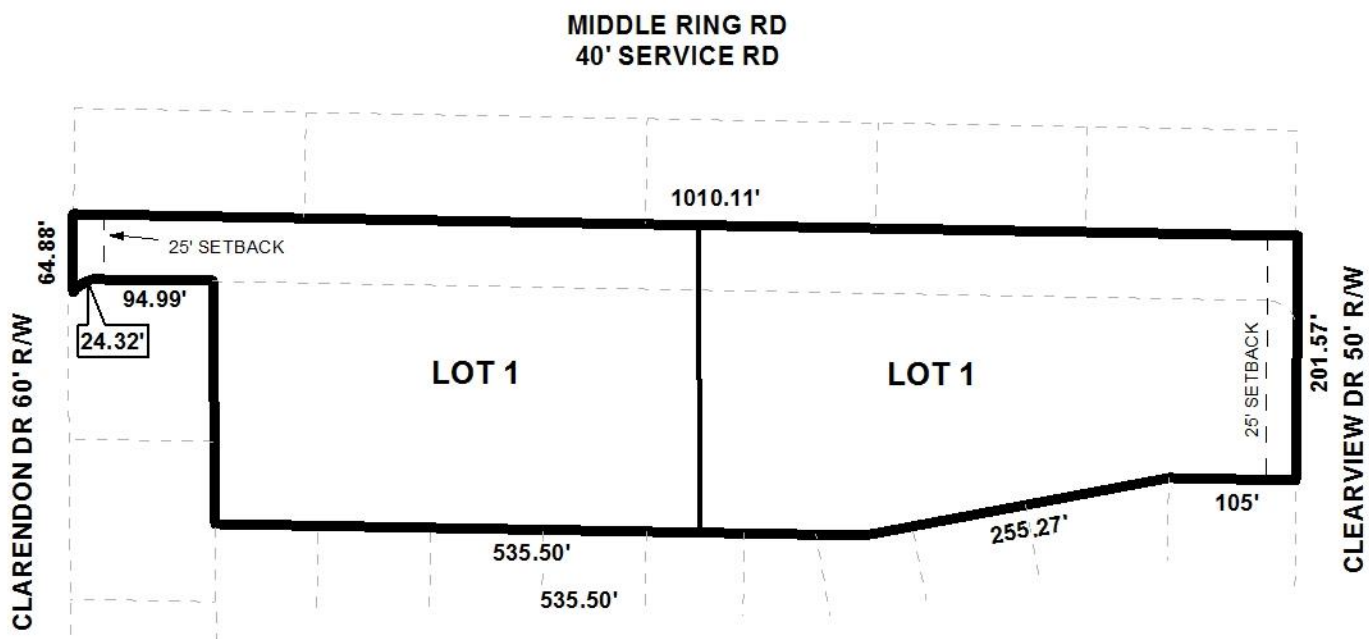 MIDDLE RING RD
40' SERVICE RD
1010.11'
64.88'
25' SETBACK
94.99'
24.32'
LOT 1
LOT 1
25' SETBACK
201.57'
CLARENDON DR 60' R/W
CLEARVIEW DR 50' R/W
105'
255.27'
535.50'
535.50'